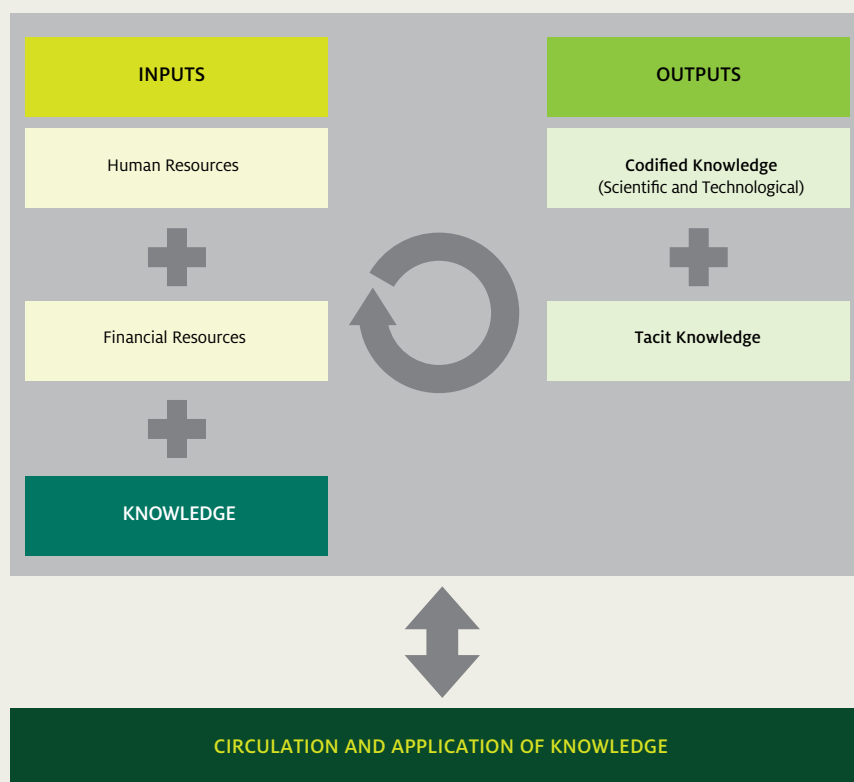 INPUTS
Human Resources
Financial Resources
KNOWLEDGE
OUTPUTS
Codified Knowledge
(Scientific and Technological)
Tacit Knowledge
CIRCULATION AND APPLICATION OF KNOWLEDGE